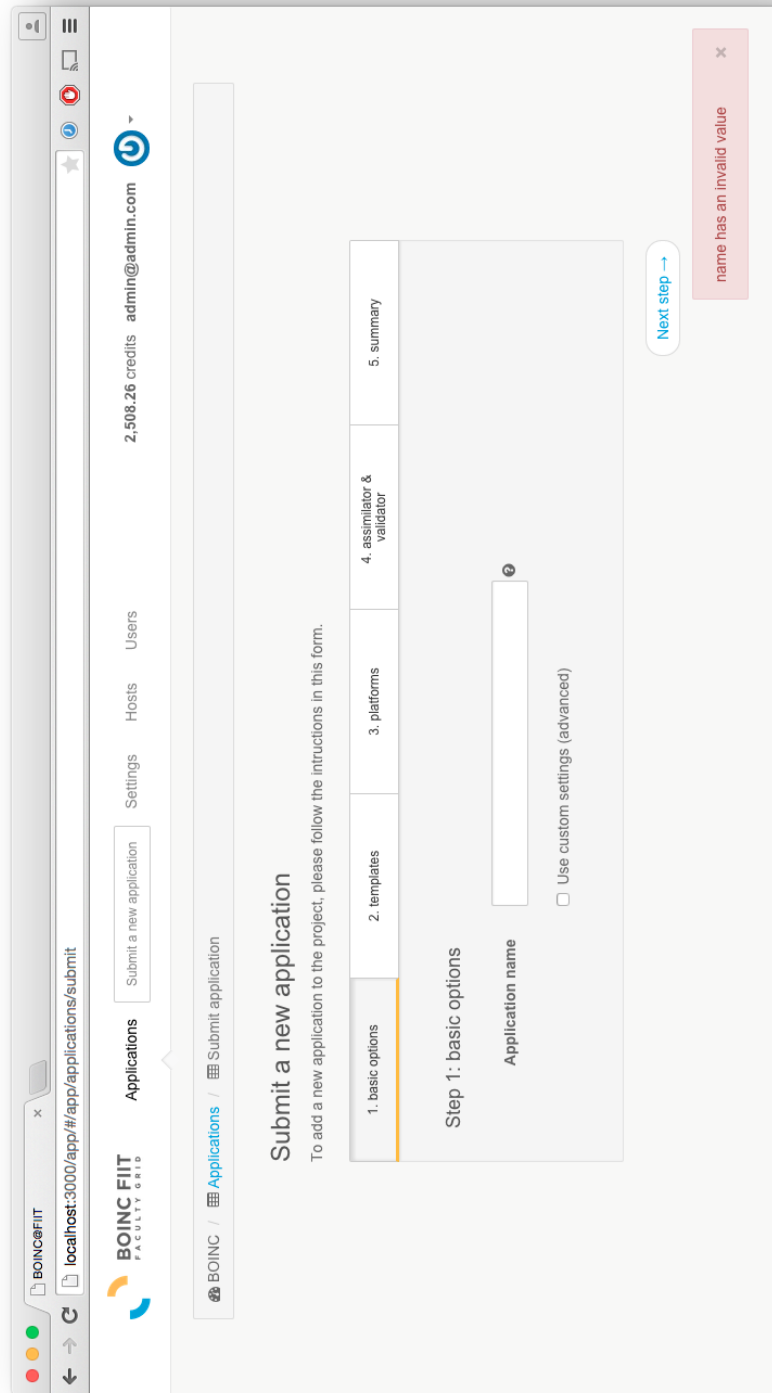 BOINC@FIIT
localhost:3000/app/#/app/applications/submit
BOINC FIIT
FACULTY GRID
Applications
Submit a new application
Settings
Hosts
Users
2,508.26 credits admin@admin.com
BOINC / Applications / Submit application
Submit a new application
To add a new application to the project, please follow the intructions in this form.
1. basic options
2. templates
3. platforms
4. assimilator &
validator
5. summary
Step 1: basic options
Application name
Use custom settings (advanced)
Next step →
name has an invalid value ×